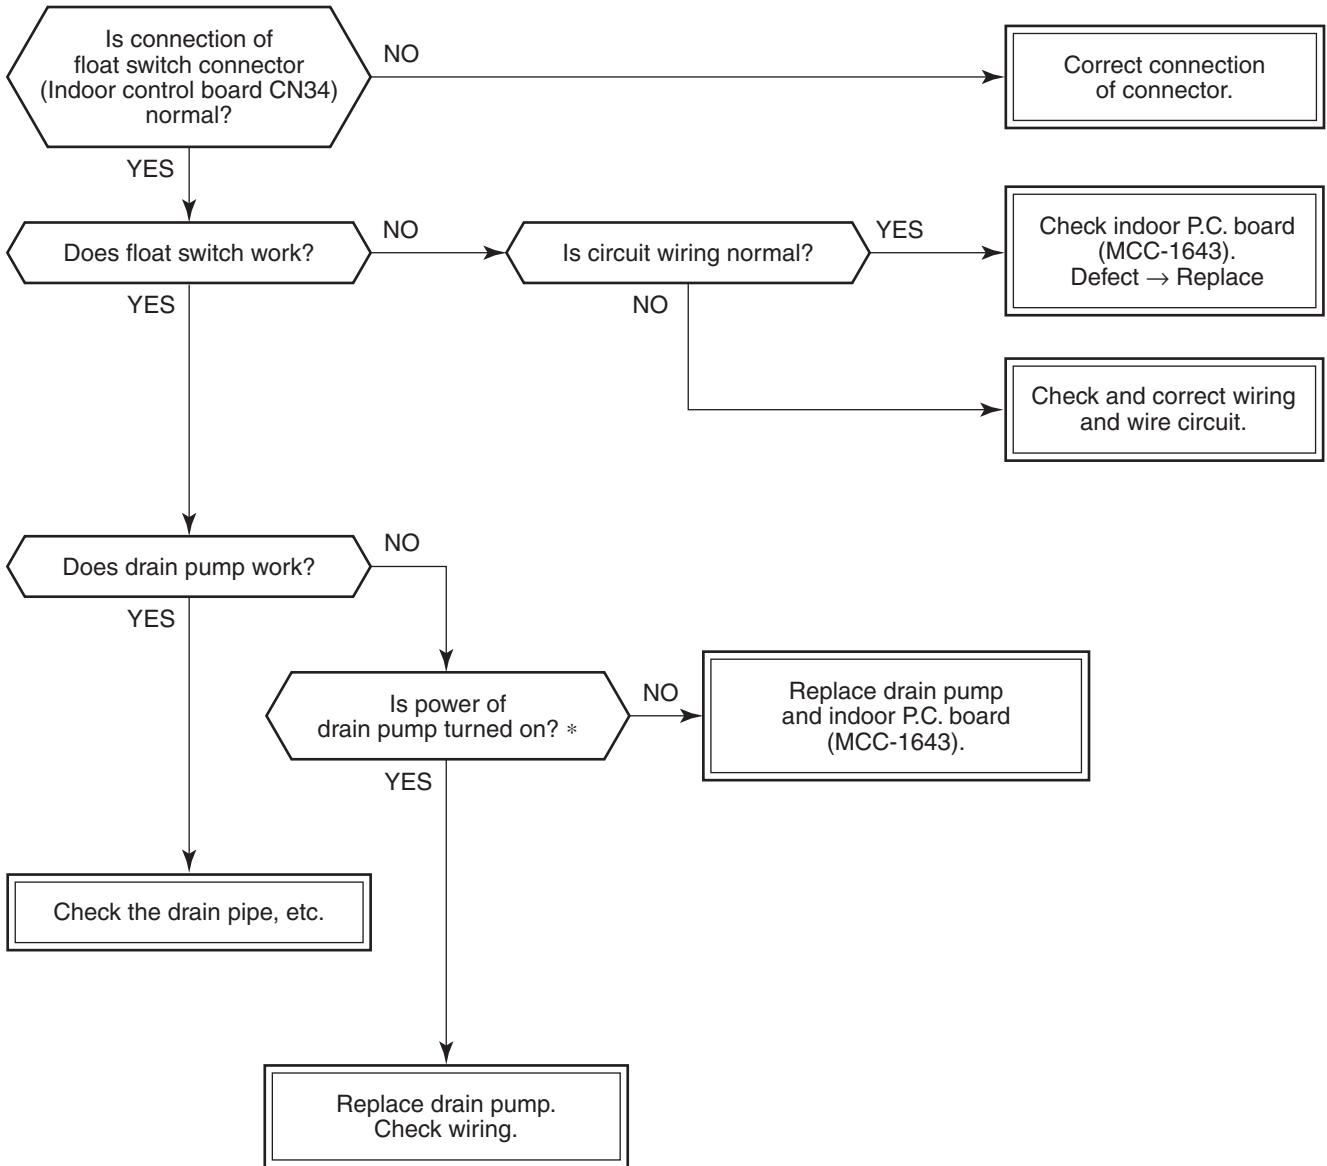 Is connection of
float switch connector
(Indoor control board CN34)
normal?
NO
Correct connection
of connector.
YES
Does float switch work?
NO
Is circuit wiring normal?
YES
Check indoor P.C. board
(MCC-1643).
Defect → Replace
YES
NO
Check and correct wiring
and wire circuit.
Does drain pump work?
NO
YES
Is power of
drain pump turned on? *
NO
Replace drain pump
and indoor P.C. board
(MCC-1643).
YES
Check the drain pipe, etc.
Replace drain pump.
Check wiring.